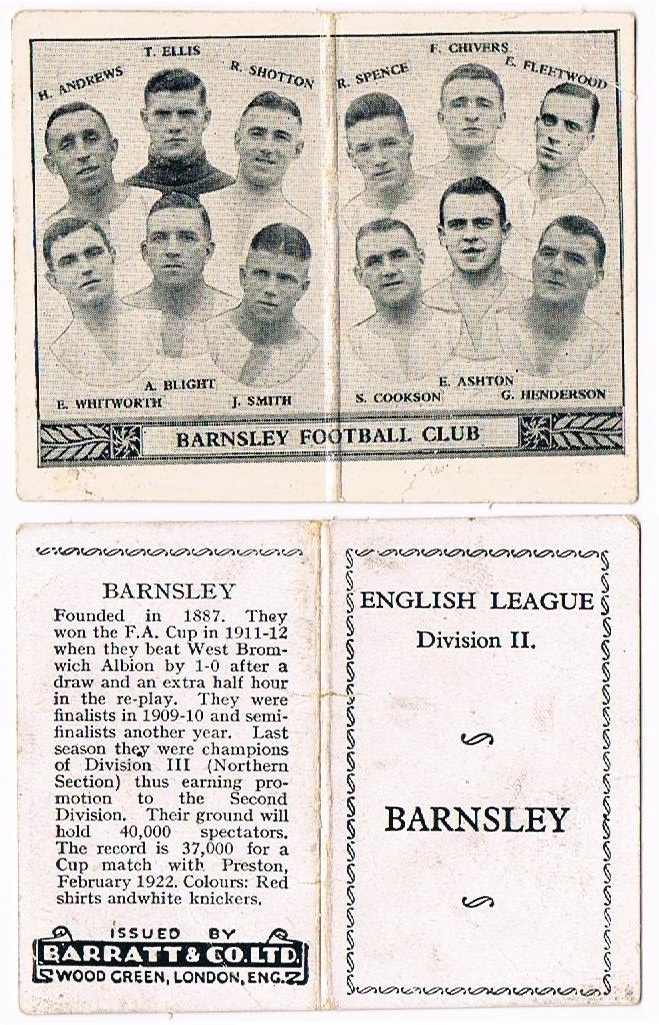 T. ELLIS
H. ANDREWS
R. SHOTTON
F. CHIVERS
R. SPENCE
E. FLEETWOOD
A. BLIGHT
E. WHITWORTH
J. SMITH
E. ASHTON
S. COOKSON
G. HENDERSON
BARNSLEY FOOTBALL CLUB
BARNSLEY
Founded in 1887. They
won the F.A. Cup in 1911-12
when they beat West Brom-
wich Albion by 1-0 after a
draw and an extra half hour
in the re-play. They were
finalists in 1909-10 and semi-
finalists another year. Last
season they were champions
of Division III (Northern
Section) thus earning pro-
motion to the Second
Division. Their ground will
hold 40,000 spectators.
The record is 37,000 for a
Cup match with Preston,
February 1922. Colours: Red
shirts andwhite knickers.
ISSUED BY
BARRATT & CO. LTD.
WOOD GREEN, LONDON, ENG.
ENGLISH LEAGUE
Division II.
BARNSLEY